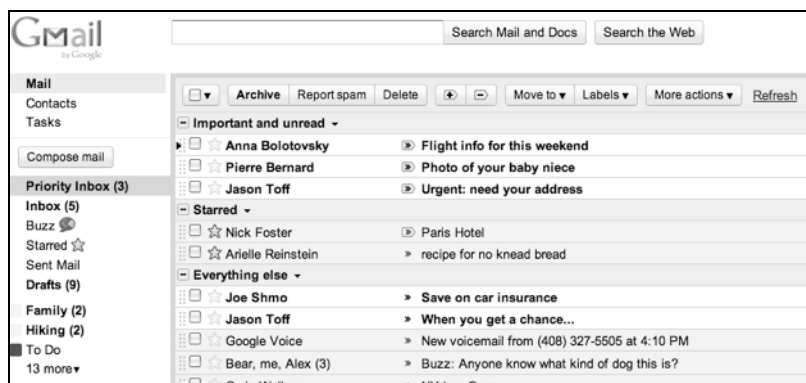 Gmail
by Google
Search Mail and Docs Search the Web
Mail
Contacts
Tasks
Compose mail
Priority Inbox (3)
Inbox (5)
Buzz
Starred
Sent Mail
Drafts (9)
Family (2)
Hiking (2)
To Do
13 more▾
Archive Report spam Delete Move to ▾ Labels ▾ More actions ▾ Refresh
Important and unread
Anna Bolotovsky » Flight info for this weekend
Pierre Bernard » Photo of your baby niece
Jason Toff » Urgent: need your address
Starred
Nick Foster » Paris Hotel
Arielle Reinstein » recipe for no knead bread
Everything else
Joe Shmo » Save on car insurance
Jason Toff » When you get a chance...
Google Voice » New voicemail from (408) 327-5505 at 4:10 PM
Bear, me, Alex (3) » Buzz: Anyone know what kind of dog this is?